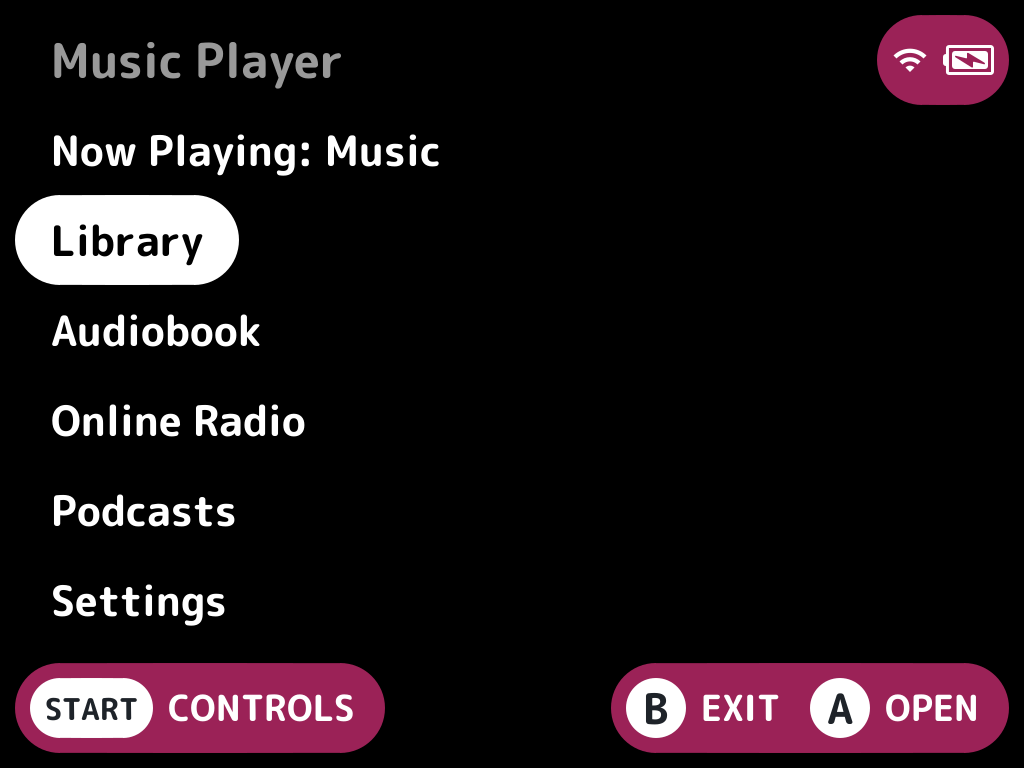 Music Player
Now Playing: Music
Library
Audiobook
Online Radio
Podcasts
Settings
START CONTROLS
B EXIT A OPEN